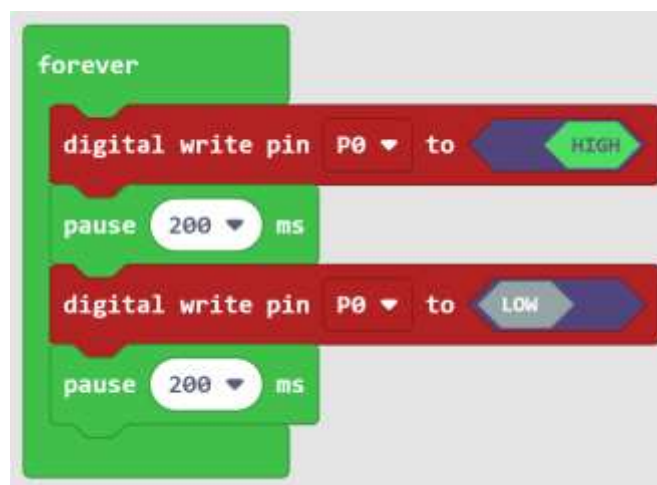 forever
digital write pin P0 to HIGH
pause 200 ms
digital write pin P0 to LOW
pause 200 ms